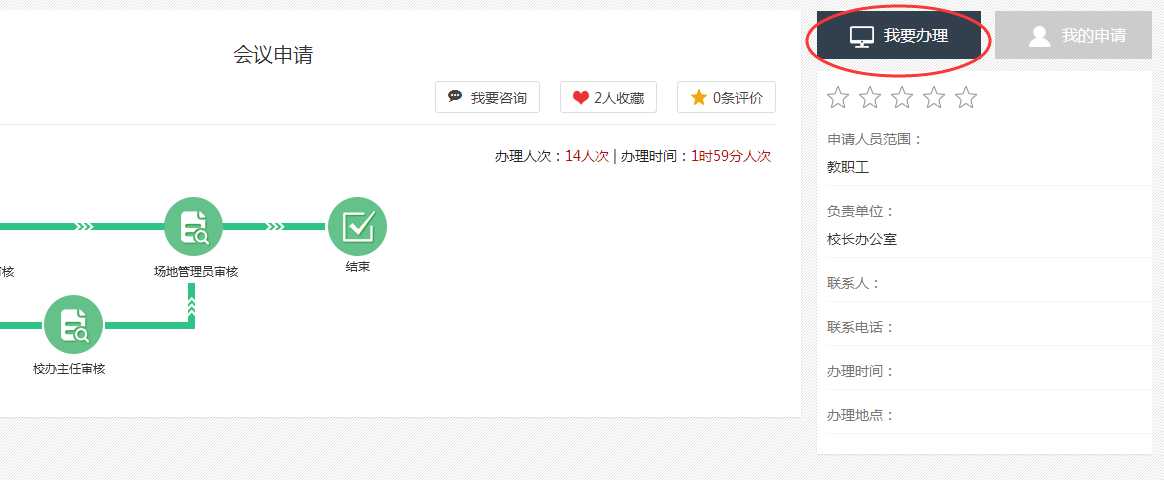 会议申请
我要咨询
2人收藏
0条评价
办理人次：14人次 | 办理时间：1时59分人次
审核
场地管理员审核
结束
校办主任审核
我要办理
我的申请
申请人员范围：
教职工
负责单位：
校长办公室
联系人：
联系电话：
办理时间：
办理地点：